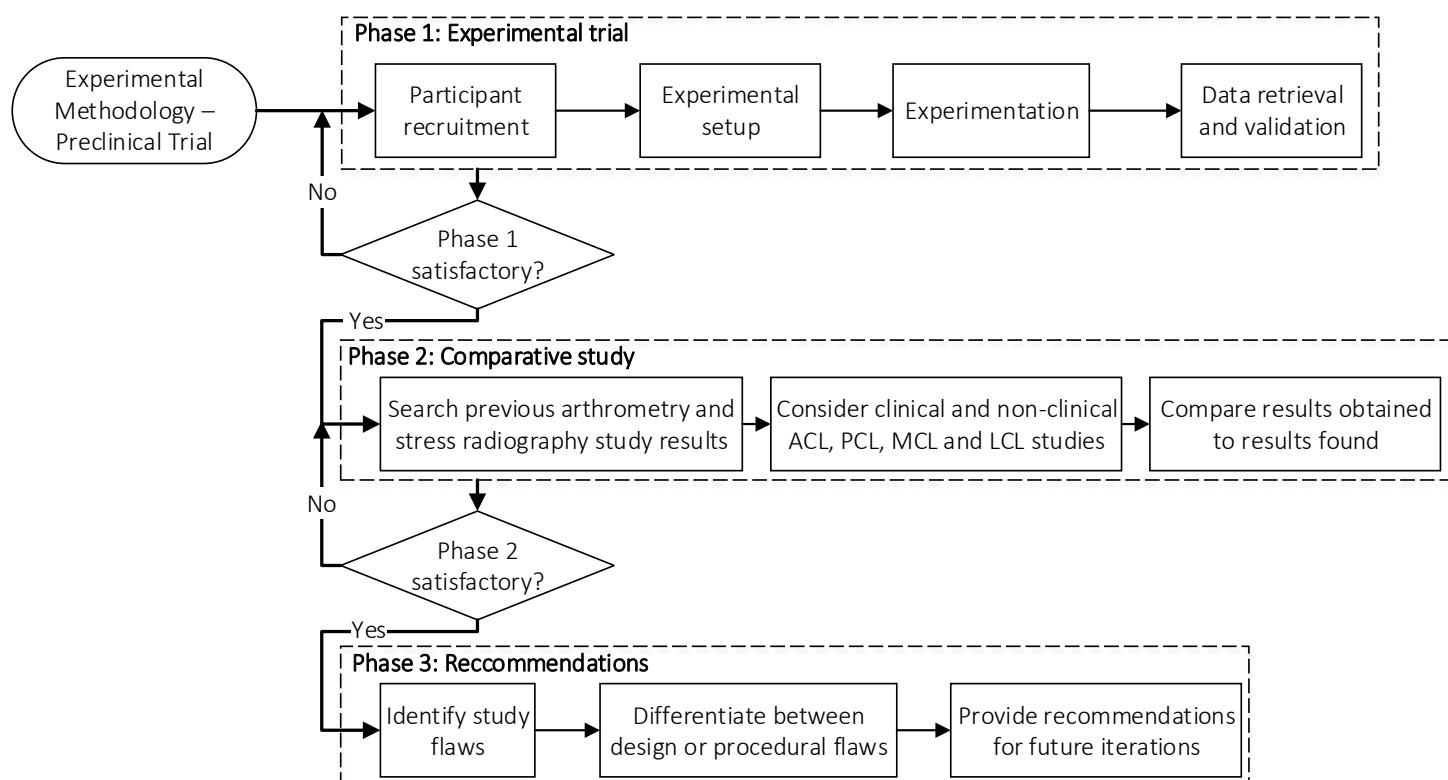 Phase 1: Experimental trial
Experimental
Methodology –
Preclinical Trial
Participant
recruitment
Experimental
setup
Experimentation
Data retrieval
and validation
No
Phase 1
satisfactory?
Yes
Phase 2: Comparative study
Search previous arthrometry and
stress radiography study results
Consider clinical and non-clinical
ACL, PCL, MCL and LCL studies
Compare results obtained
to results found
No
Phase 2
satisfactory?
Yes
Phase 3: Reccommendations
Identify study
flaws
Differentiate between
design or procedural flaws
Provide recommendations
for future iterations